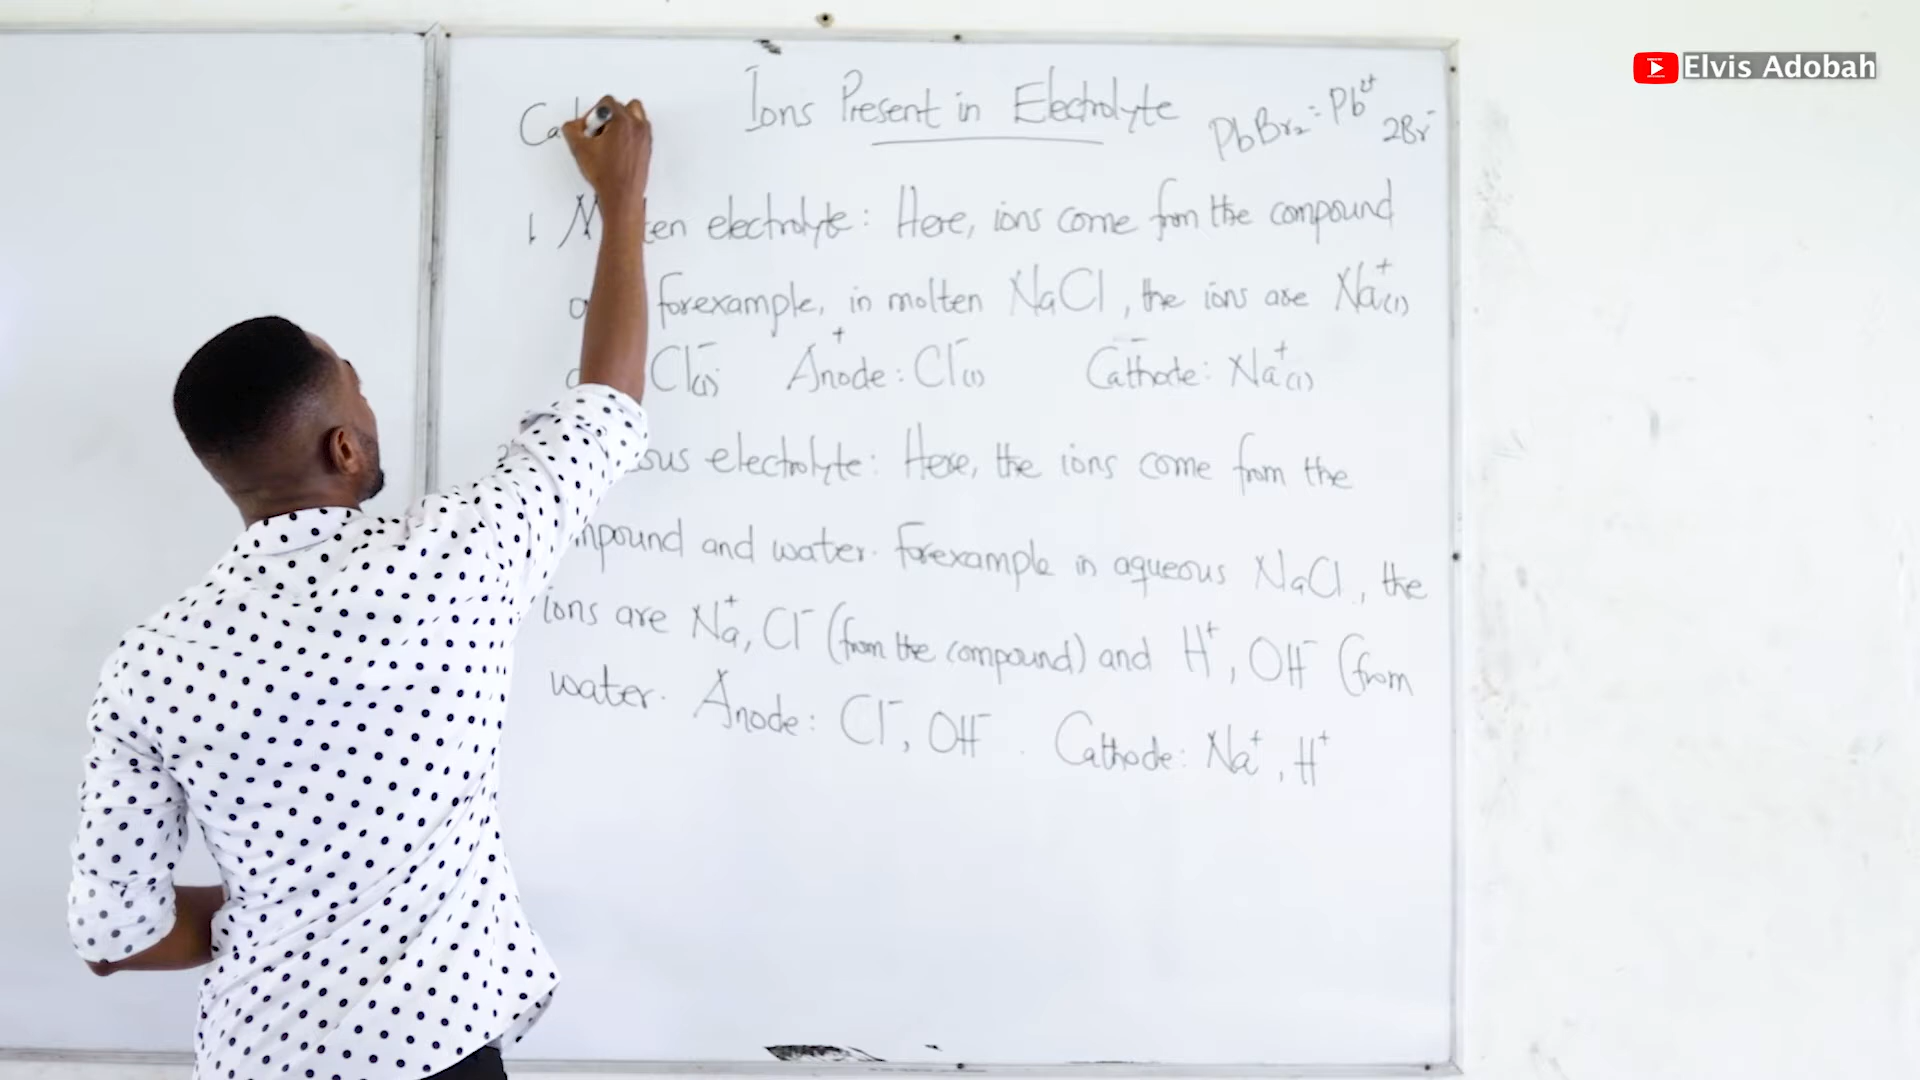 Elvis Adobah
Ions Present in Electrolyte
PbBr₂ = Pb²⁺
2Br⁻
1 electrolyte: Here, ions come from the compound
forexample, in molten NaCl, the ions are Na⁺(l)
Cl⁻(l) Anode⁺: Cl⁻(l) Cathode⁻: Na⁺(l)
electrolyte: Here, the ions come from the
and water. Forexample in aqueous NaCl, the
ions are Na⁺, Cl⁻ (from the compound) and H⁺, OH⁻ (from
water. Anode: Cl⁻, OH⁻. Cathode: Na⁺, H⁺